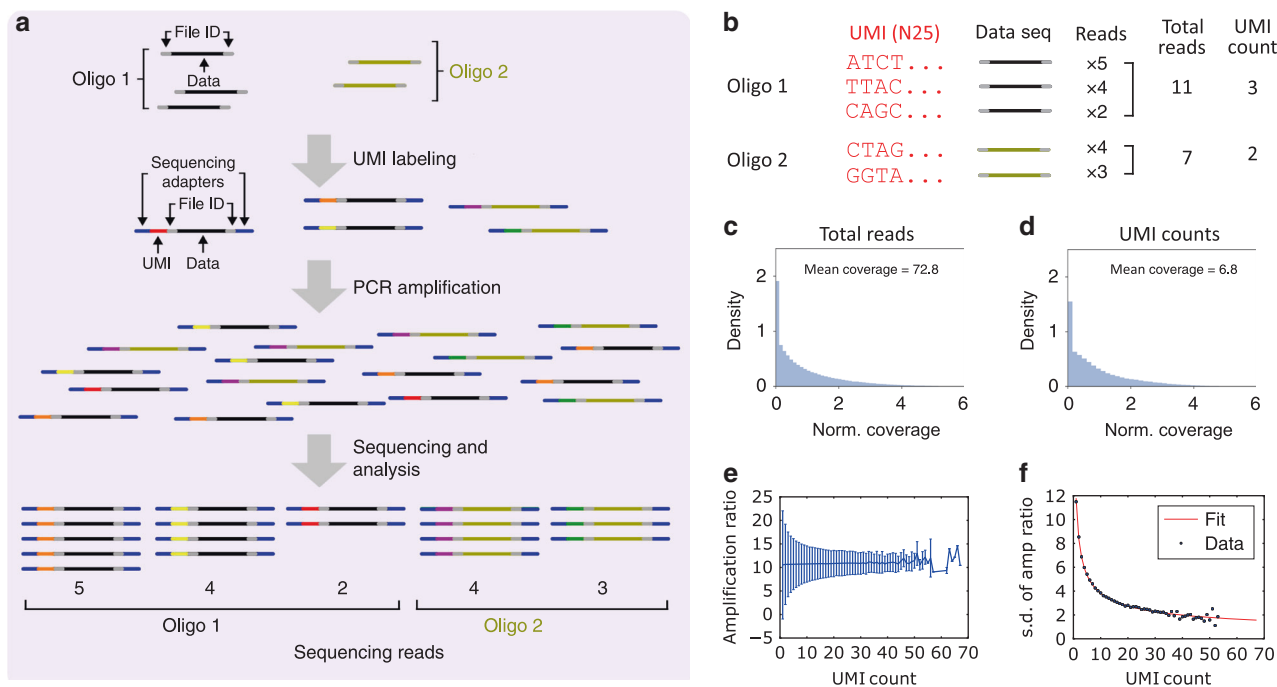 a
File ID
Oligo 1
Data
Oligo 2
UMI labeling
Sequencing
adapters
File ID
UMI
Data
PCR amplification
Sequencing and
analysis
5 4 2 4 3
Oligo 1
Oligo 2
Sequencing reads
b
UMI (N25) Data seq Reads Total reads UMI count
Oligo 1
ATCT... ×5
TTAC... ×4
CAGC... ×2
11 3
Oligo 2
CTAG... ×4
GGTA... ×3
7 2
c
Total reads
Mean coverage = 72.8
Density
2
1
0
0 2 4 6
Norm. coverage
d
UMI counts
Mean coverage = 6.8
Density
2
1
0
0 2 4 6
Norm. coverage
e
Amplification ratio
25
20
15
10
5
0
−5
0 10 20 30 40 50 60 70
UMI count
f
s.d. of amp ratio
12
10
8
6
4
2
0
Fit
Data
0 10 20 30 40 50 60 70
UMI count